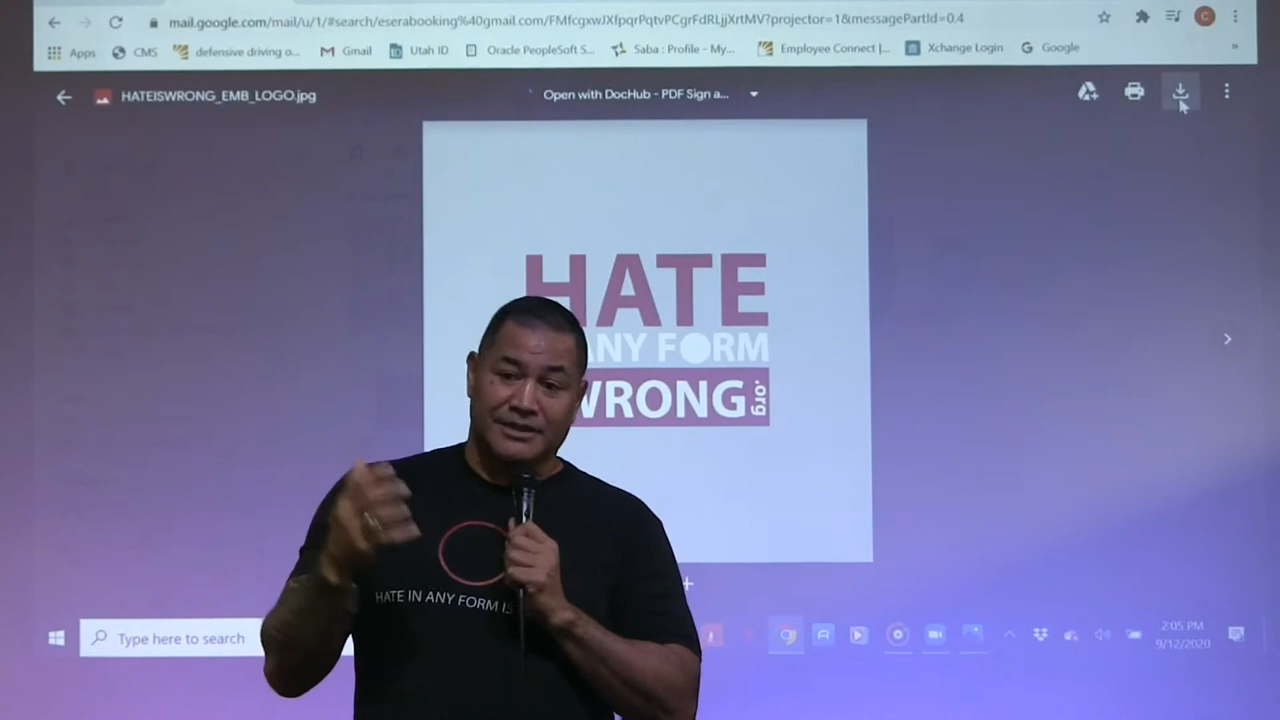 mail.google.com/mail/u/1/#search/eserabooking%40gmail.com/FMfcgxwJXfpqrPqtvPCgrFdRLjjXrtMV?projector=1&messagePartId=0.4
C
Apps CMS defensive driving o... Gmail Utah ID Oracle PeopleSoft S... Saba : Profile - My... Employee Connect |... Xchange Login Google »
HATEISWRONG_EMB_LOGO.jpg Open with DocHub - PDF Sign a...
HATE
ANY FORM
WRONG.org
HATE IN ANY FORM IS
Type here to search
2:05 PM
9/12/2020